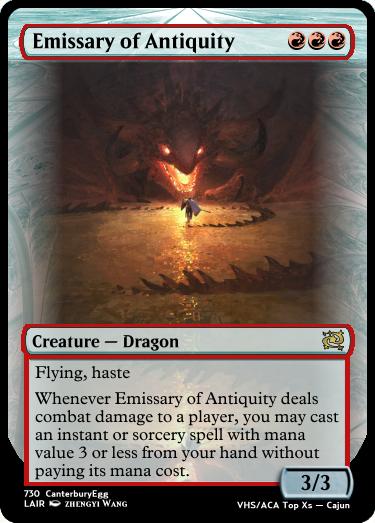 Emissary of Antiquity
Creature — Dragon
Flying, haste
Whenever Emissary of Antiquity deals
combat damage to a player, you may cast
an instant or sorcery spell with mana
value 3 or less from your hand without
paying its mana cost.
3/3
730 CanterburyEgg
LAIR ZHENGYI WANG
VHS/ACA Top Xs — Cajun